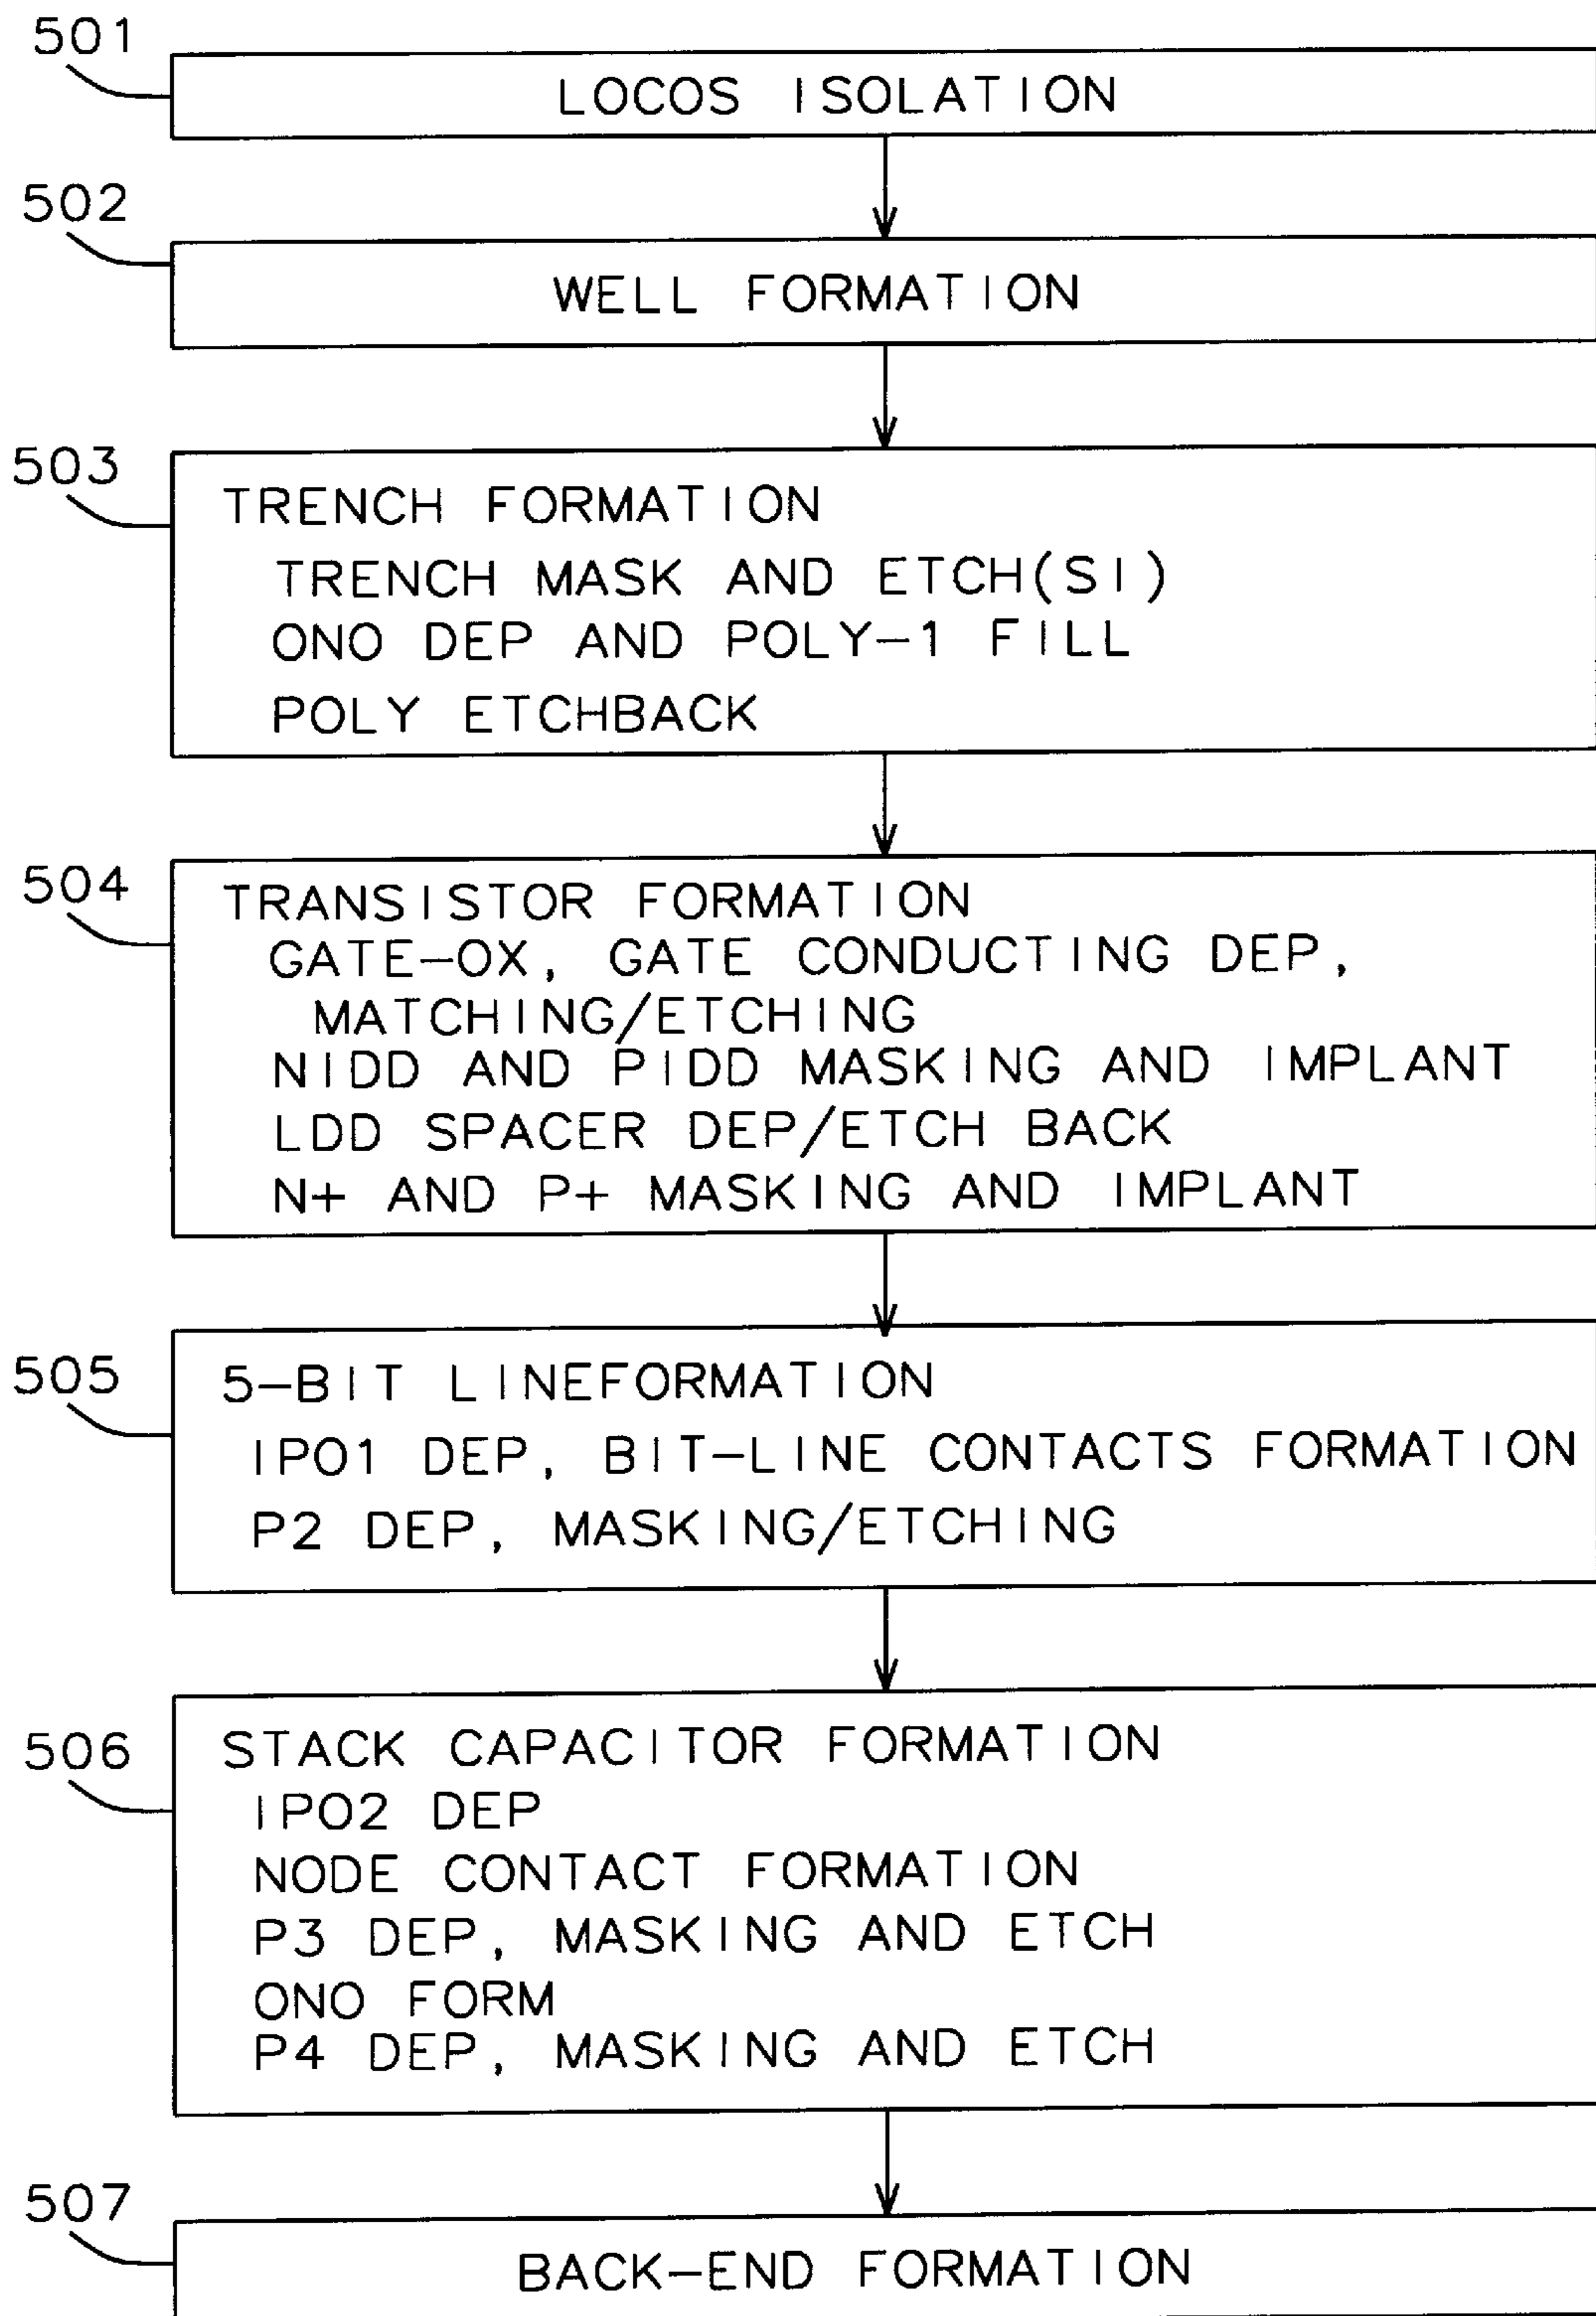 501
LOCOS ISOLATION
502
WELL FORMATION
503
TRENCH FORMATION
TRENCH MASK AND ETCH(SI)
ONO DEP AND POLY-1 FILL
POLY ETCHBACK
504
TRANSISTOR FORMATION
GATE-OX, GATE CONDUCTING DEP,
MATCHING/ETCHING
NIDD AND PIDD MASKING AND IMPLANT
LDD SPACER DEP/ETCH BACK
N+ AND P+ MASKING AND IMPLANT
505
5-BIT LINEFORMATION
IPO1 DEP, BIT-LINE CONTACTS FORMATION
P2 DEP, MASKING/ETCHING
506
STACK CAPACITOR FORMATION
IPO2 DEP
NODE CONTACT FORMATION
P3 DEP, MASKING AND ETCH
ONO FORM
P4 DEP, MASKING AND ETCH
507
BACK-END FORMATION